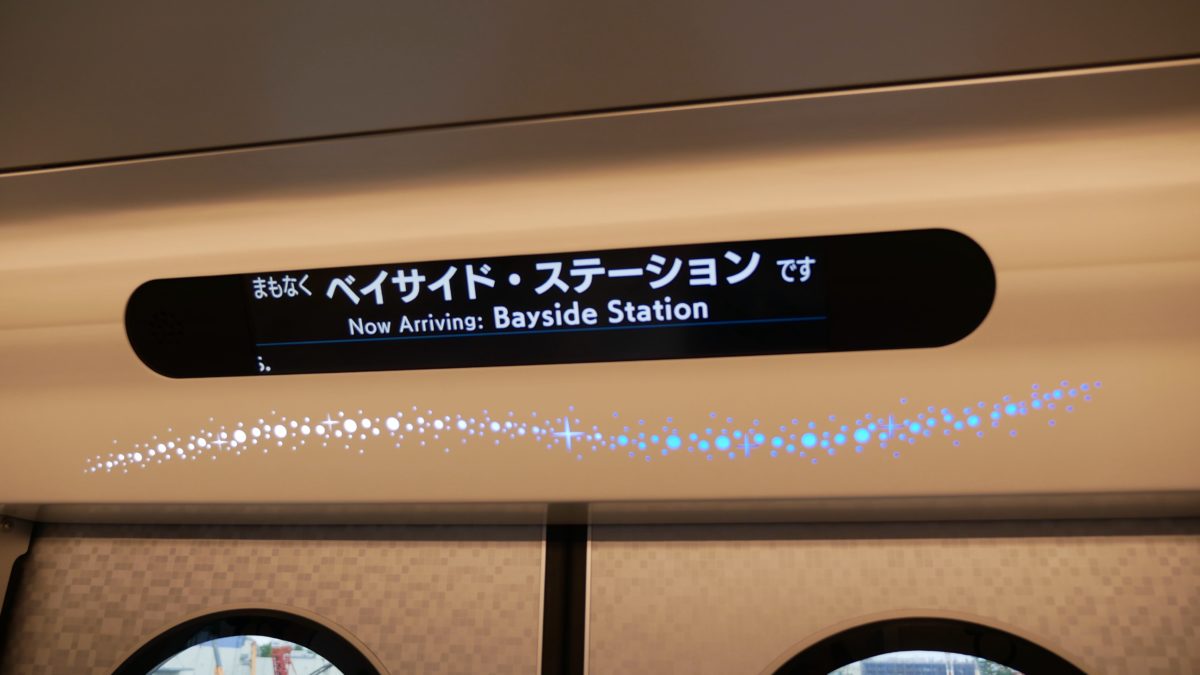 まもなく ベイサイド・ステーション です
Now Arriving: Bayside Station